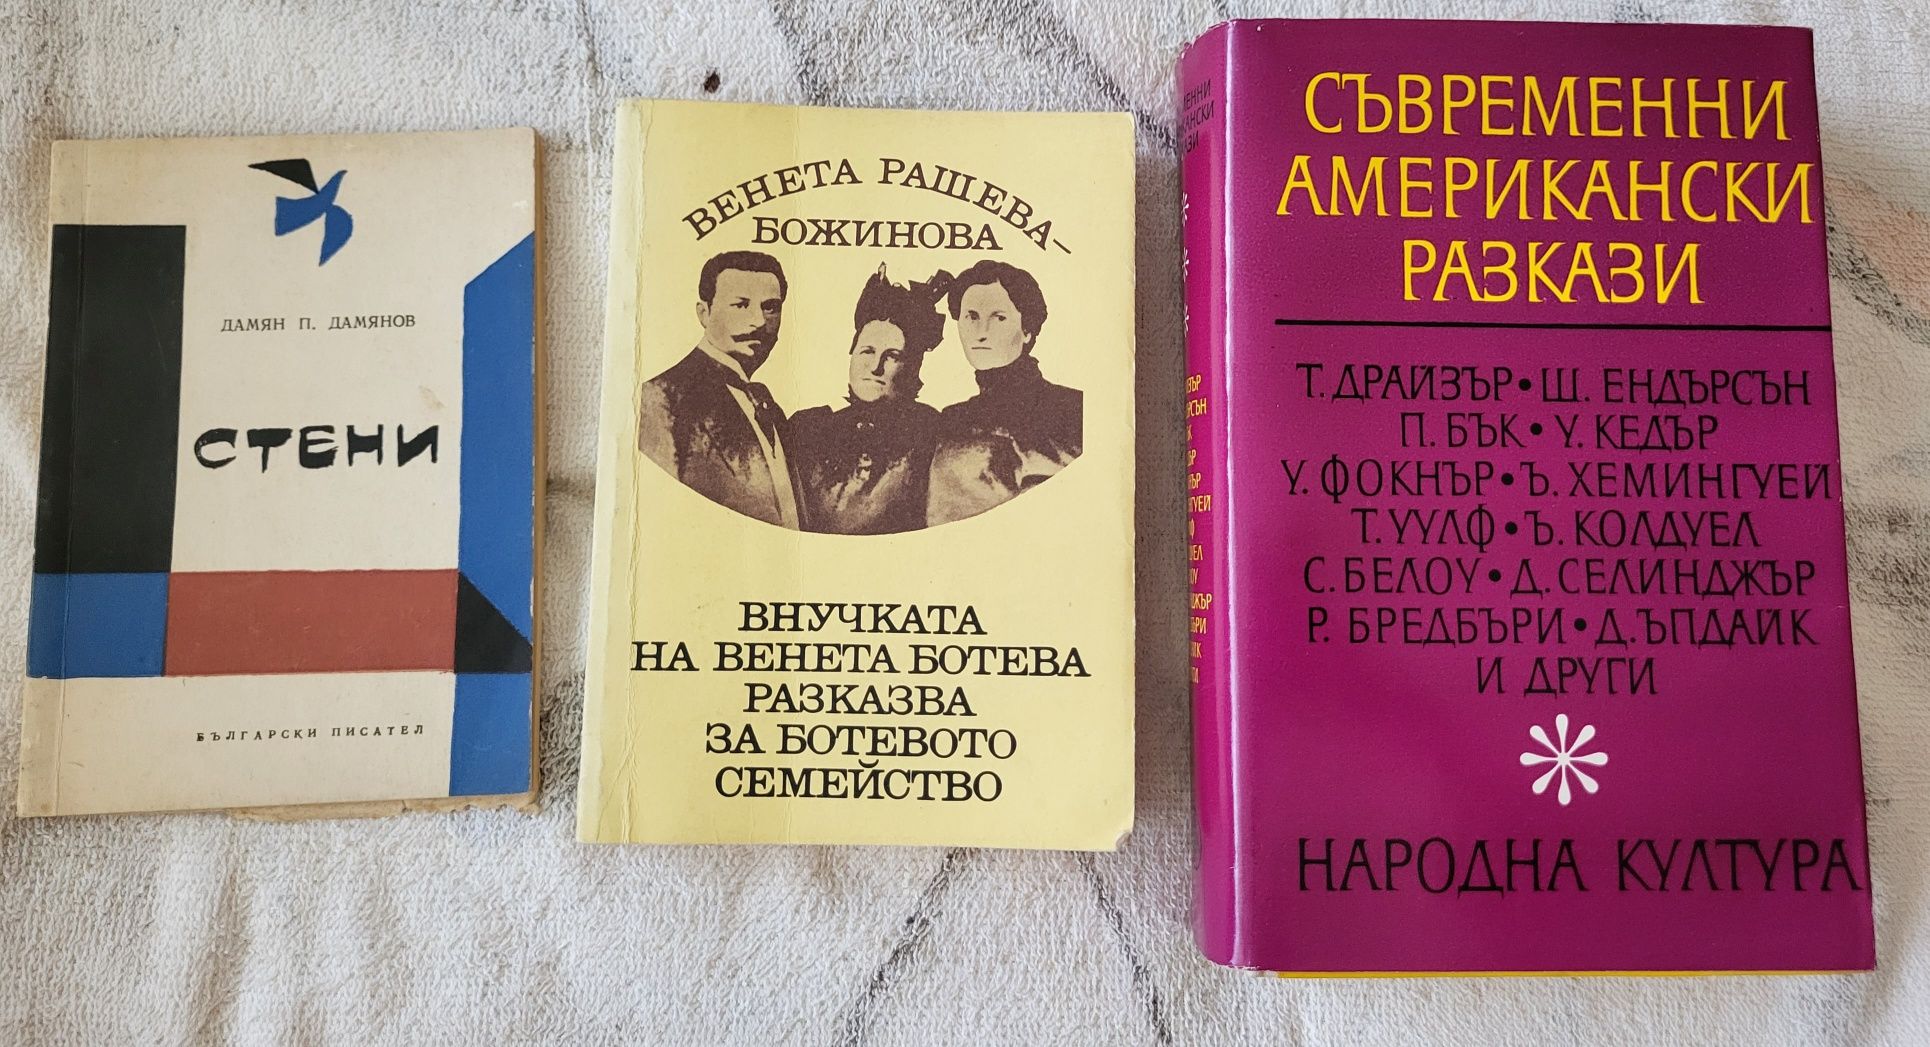 ДАМЯН П. ДАМЯНОВ
СТЕНИ
БЪЛГАРСКИ ПИСАТЕЛ
ВЕНЕТА РАШЕВА-
БОЖИНОВА
ВНУЧКАТА
НА ВЕНЕТА БОТЕВА
РАЗКАЗВА
ЗА БОТЕВОТО
СЕМЕЙСТВО
СЪВРЕМЕННИ
АМЕРИКАНСКИ
РАЗКАЗИ
Т. ДРАЙЗЪР • Ш. ЕНДЪРСЪН
П. БЪК • У. КЕДЪР
У. ФОКНЪР • Ъ. ХЕМИНГУЕЙ
Т. УУЛФ • Ъ. КОЛДУЕЛ
С. БЕЛОУ • Д. СЕЛИНДЖЪР
Р. БРЕДБЪРИ • Д. ЪПДАЙК
И ДРУГИ
НАРОДНА КУЛТУРА